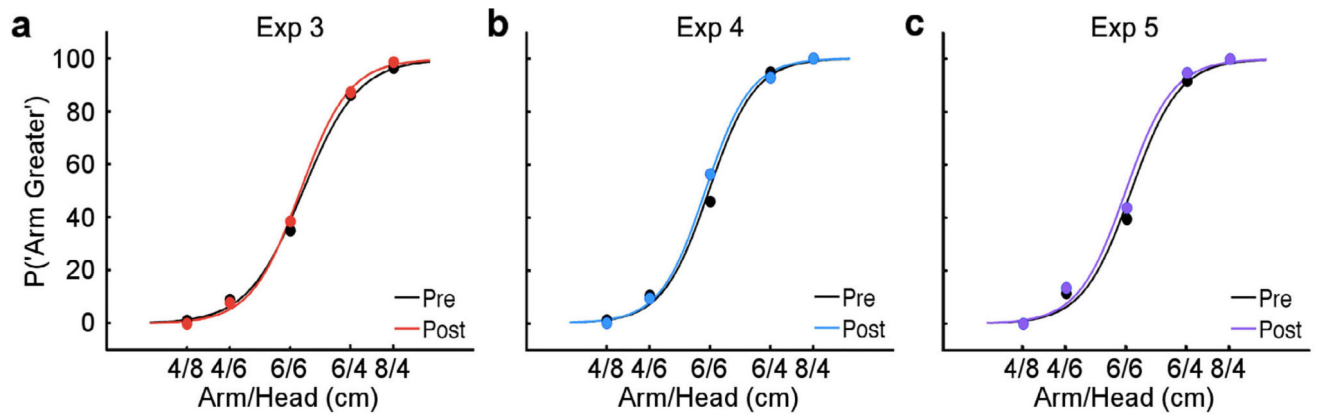 a Exp 3
b Exp 4
c Exp 5
P('Arm Greater')
100
80
60
40
20
0
Pre
Post
Pre
Post
Pre
Post
4/8 4/6 6/6 6/4 8/4
4/8 4/6 6/6 6/4 8/4
4/8 4/6 6/6 6/4 8/4
Arm/Head (cm)
Arm/Head (cm)
Arm/Head (cm)